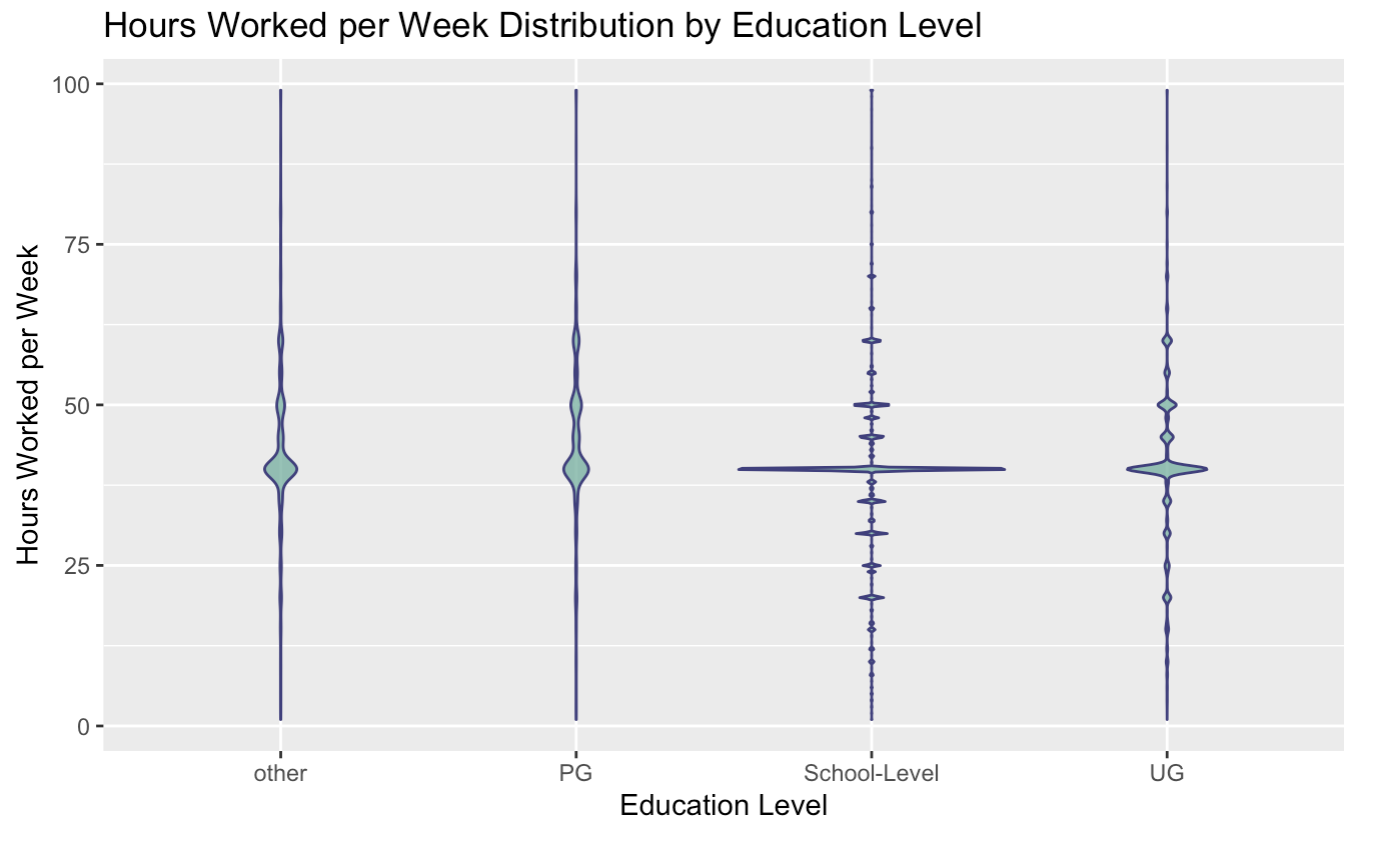 Hours Worked per Week Distribution by Education Level
100
75
50
25
0
Hours Worked per Week
other
PG
School-Level
UG
Education Level